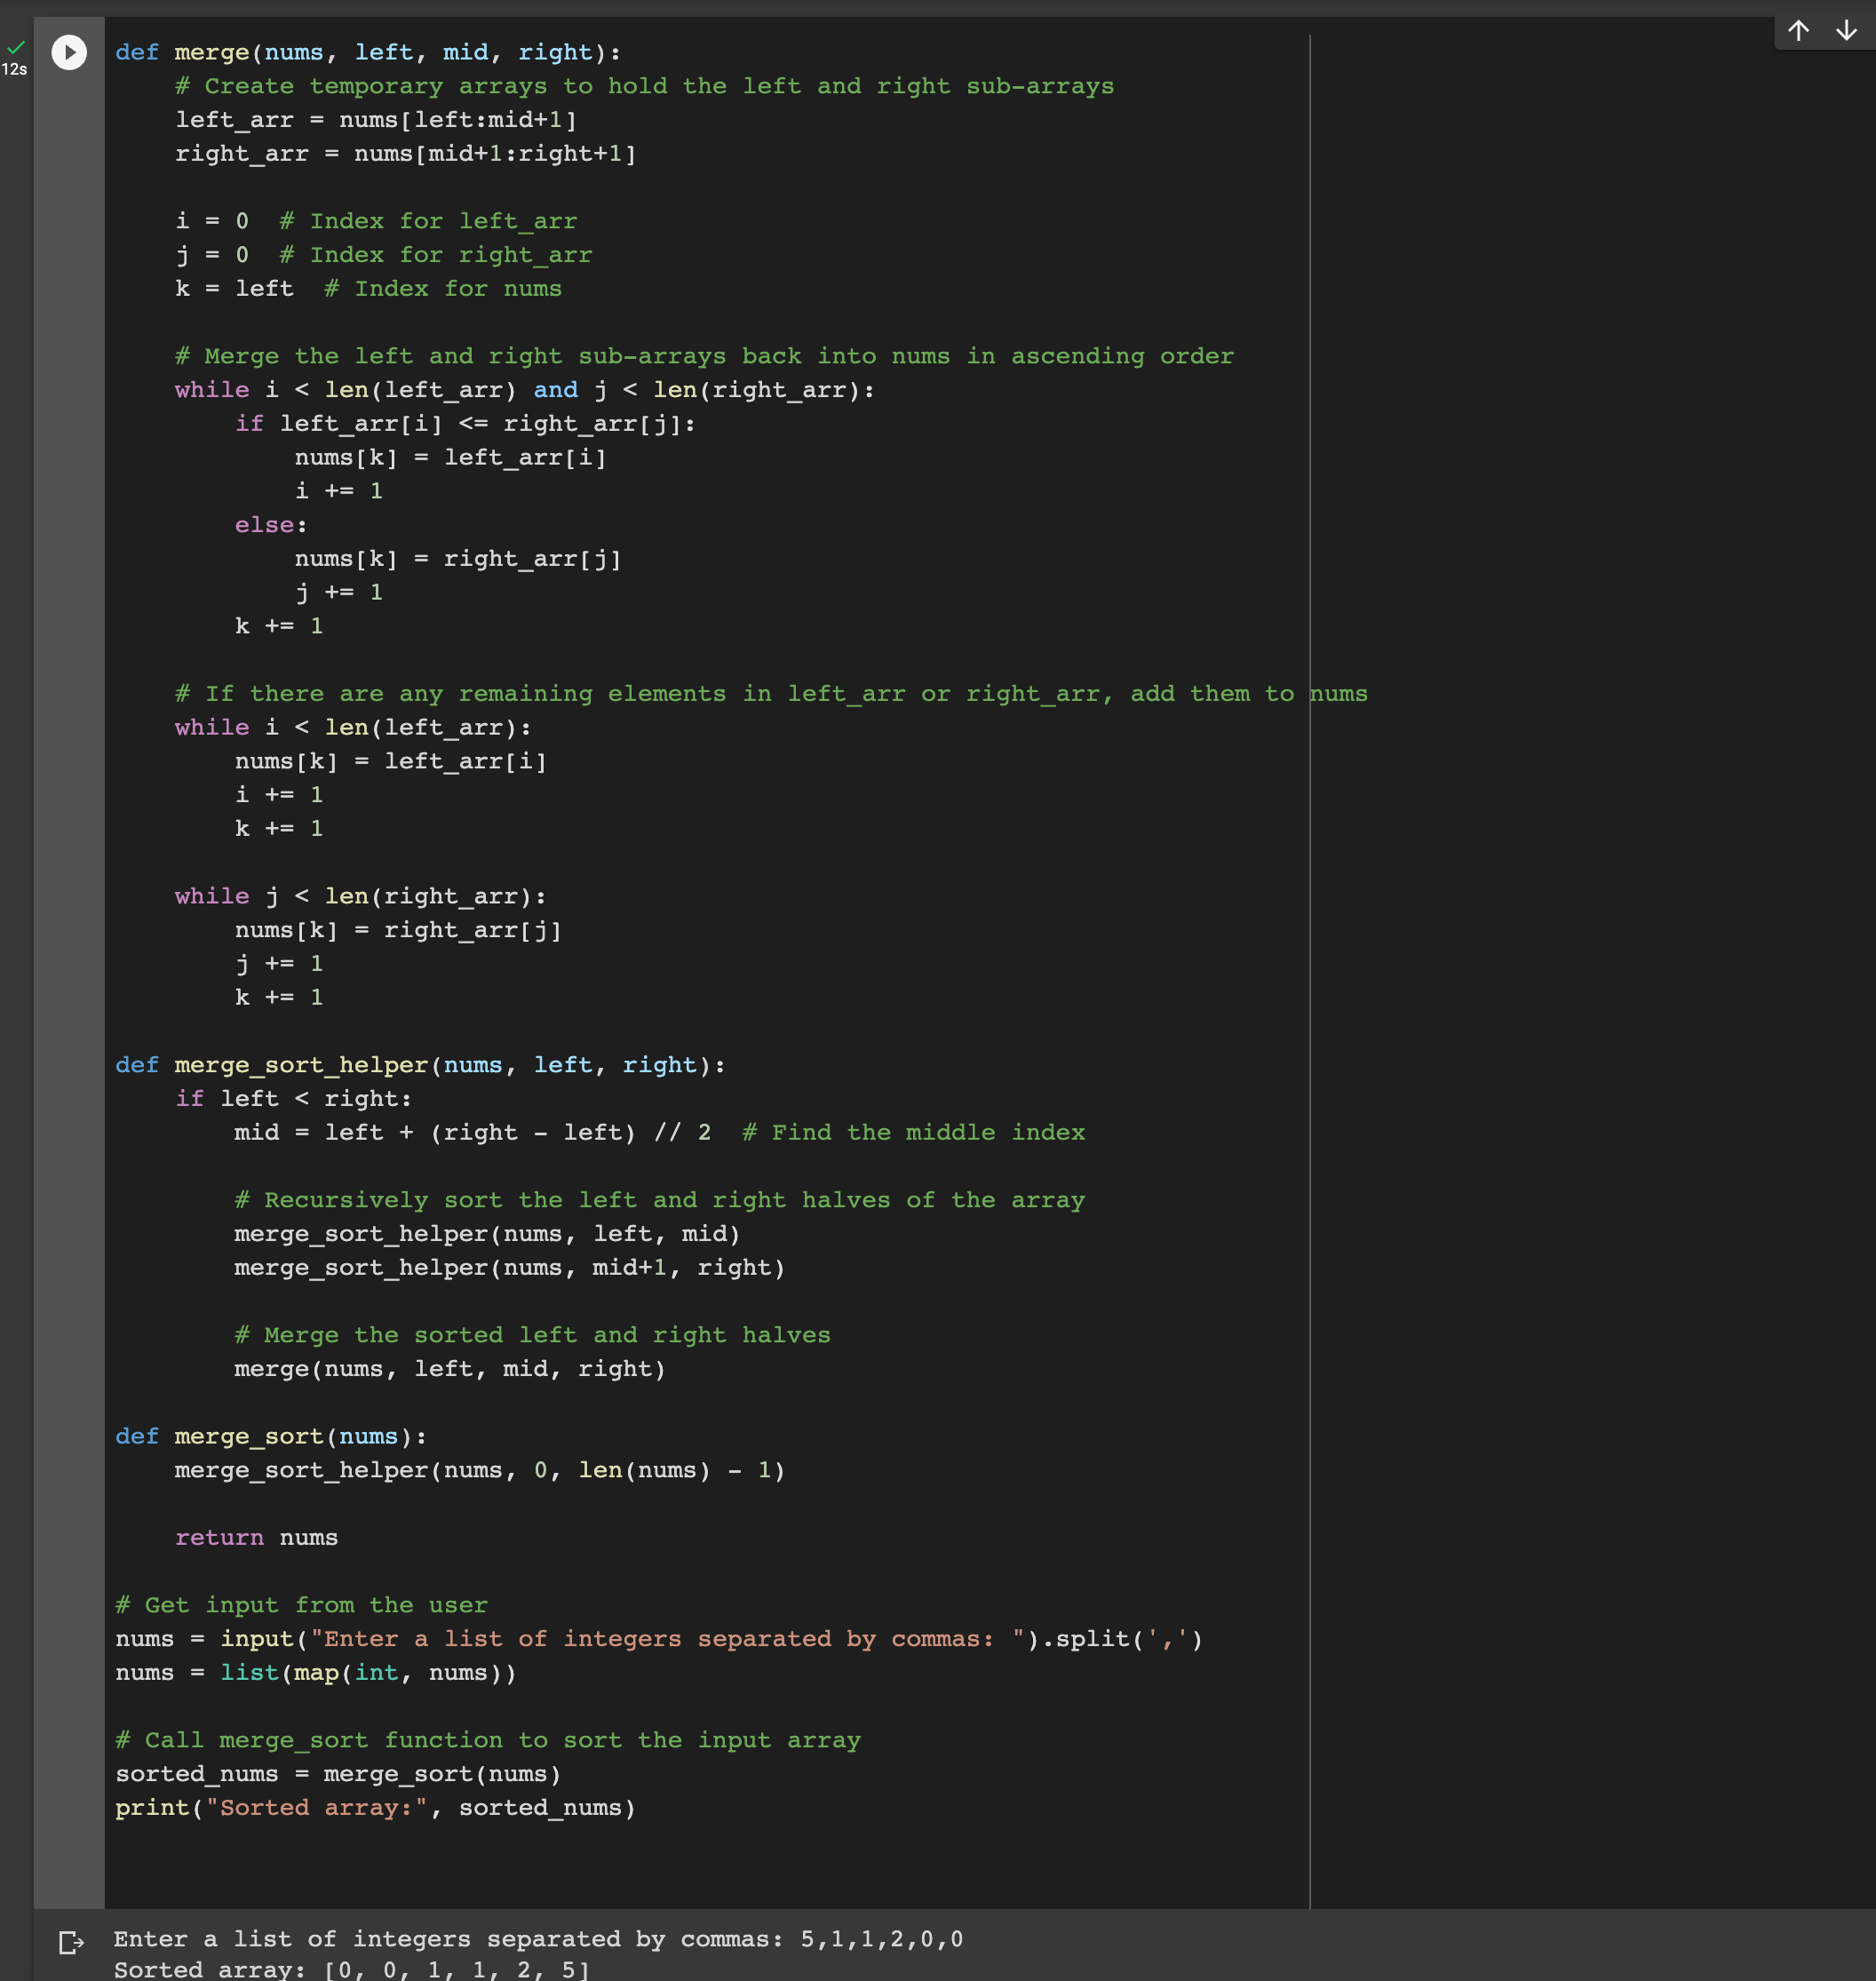 12s
def merge(nums, left, mid, right):
    # Create temporary arrays to hold the left and right sub-arrays
    left_arr = nums[left:mid+1]
    right_arr = nums[mid+1:right+1]

    i = 0  # Index for left_arr
    j = 0  # Index for right_arr
    k = left  # Index for nums

    # Merge the left and right sub-arrays back into nums in ascending order
    while i < len(left_arr) and j < len(right_arr):
        if left_arr[i] <= right_arr[j]:
            nums[k] = left_arr[i]
            i += 1
        else:
            nums[k] = right_arr[j]
            j += 1
        k += 1

    # If there are any remaining elements in left_arr or right_arr, add them to nums
    while i < len(left_arr):
        nums[k] = left_arr[i]
        i += 1
        k += 1

    while j < len(right_arr):
        nums[k] = right_arr[j]
        j += 1
        k += 1

def merge_sort_helper(nums, left, right):
    if left < right:
        mid = left + (right - left) // 2  # Find the middle index

        # Recursively sort the left and right halves of the array
        merge_sort_helper(nums, left, mid)
        merge_sort_helper(nums, mid+1, right)

        # Merge the sorted left and right halves
        merge(nums, left, mid, right)

def merge_sort(nums):
    merge_sort_helper(nums, 0, len(nums) - 1)

    return nums

# Get input from the user
nums = input("Enter a list of integers separated by commas: ").split(',')
nums = list(map(int, nums))

# Call merge_sort function to sort the input array
sorted_nums = merge_sort(nums)
print("Sorted array:", sorted_nums)

Enter a list of integers separated by commas: 5,1,1,2,0,0
Sorted array: [0, 0, 1, 1, 2, 5]